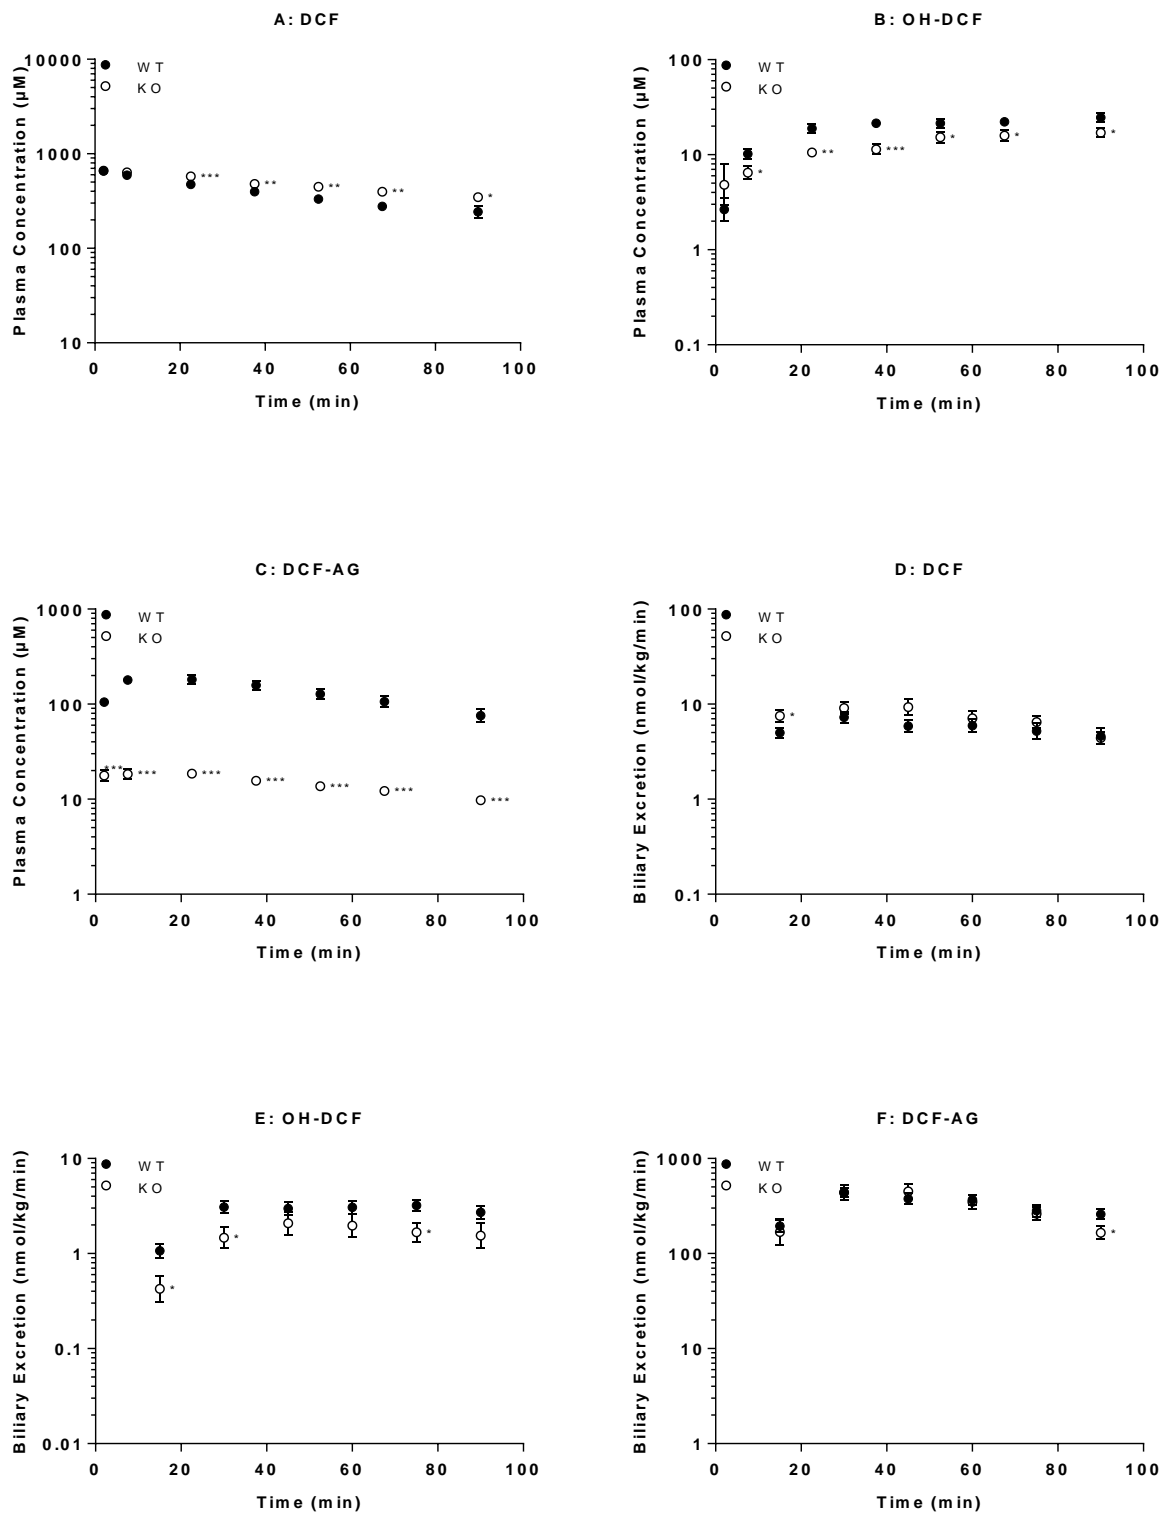 A: DCF
Plasma Concentration (µM)
10000
1000
100
10
WT
KO
***
**
**
**
*
0 20 40 60 80 100
Time (min)
B: OH-DCF
Plasma Concentration (µM)
100
10
1
0.1
WT
KO
*
**
***
*
*
*
0 20 40 60 80 100
Time (min)
C: DCF-AG
Plasma Concentration (µM)
1000
100
10
1
WT
KO
***
***
***
***
***
***
***
0 20 40 60 80 100
Time (min)
D: DCF
Biliary Excretion (nmol/kg/min)
100
10
1
0.1
WT
KO
*
0 20 40 60 80 100
Time (min)
E: OH-DCF
Biliary Excretion (nmol/kg/min)
10
1
0.1
0.01
WT
KO
*
*
*
0 20 40 60 80 100
Time (min)
F: DCF-AG
Biliary Excretion (nmol/kg/min)
1000
100
10
1
WT
KO
*
0 20 40 60 80 100
Time (min)